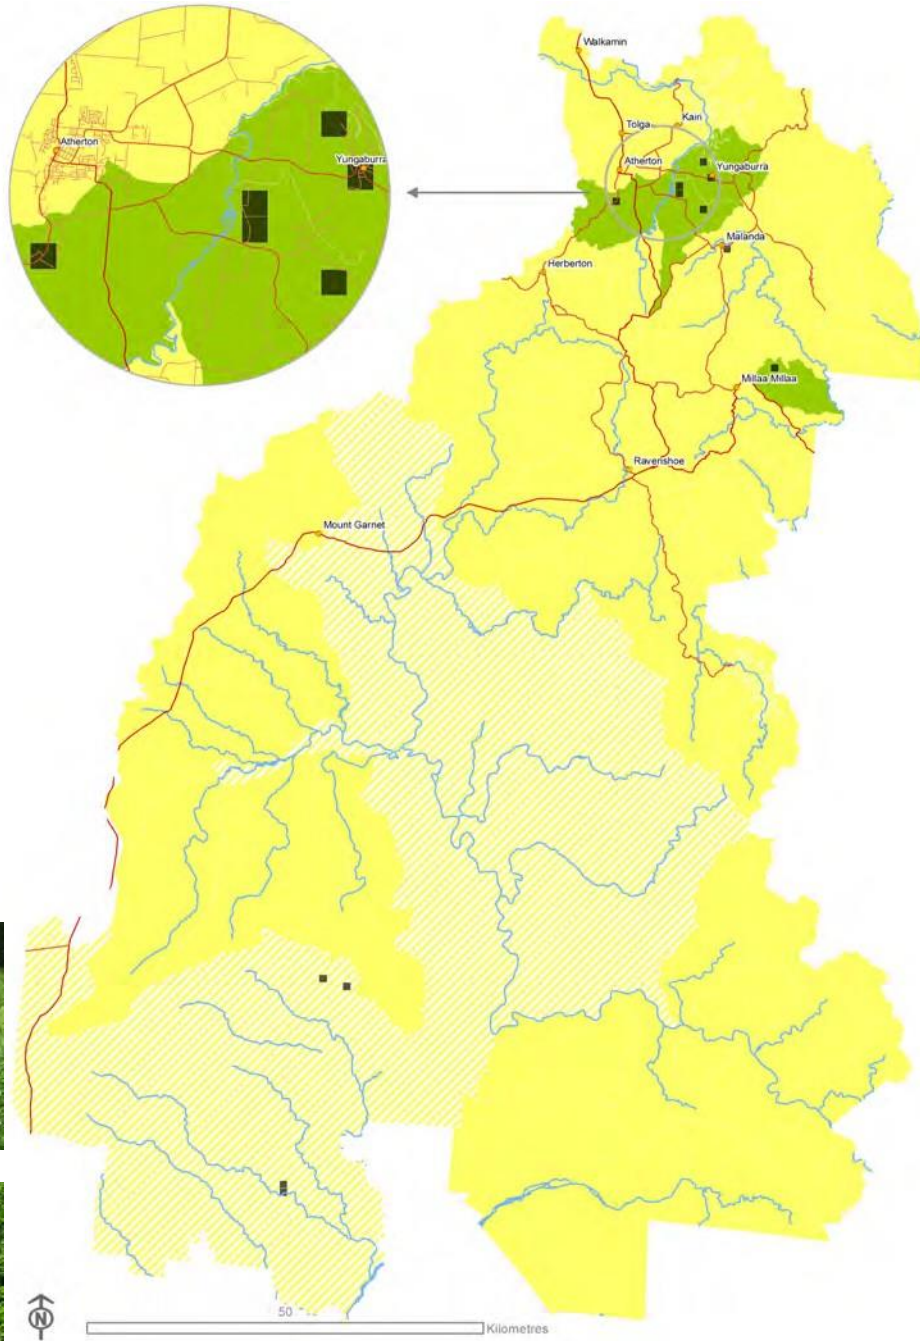 Atherton
Yungaburra
Walkamin
Kairi
Tolga
Atherton
Yungaburra
Malanda
Herberton
Millaa Millaa
Ravenshoe
Mount Garnet
N
50
Kilometres